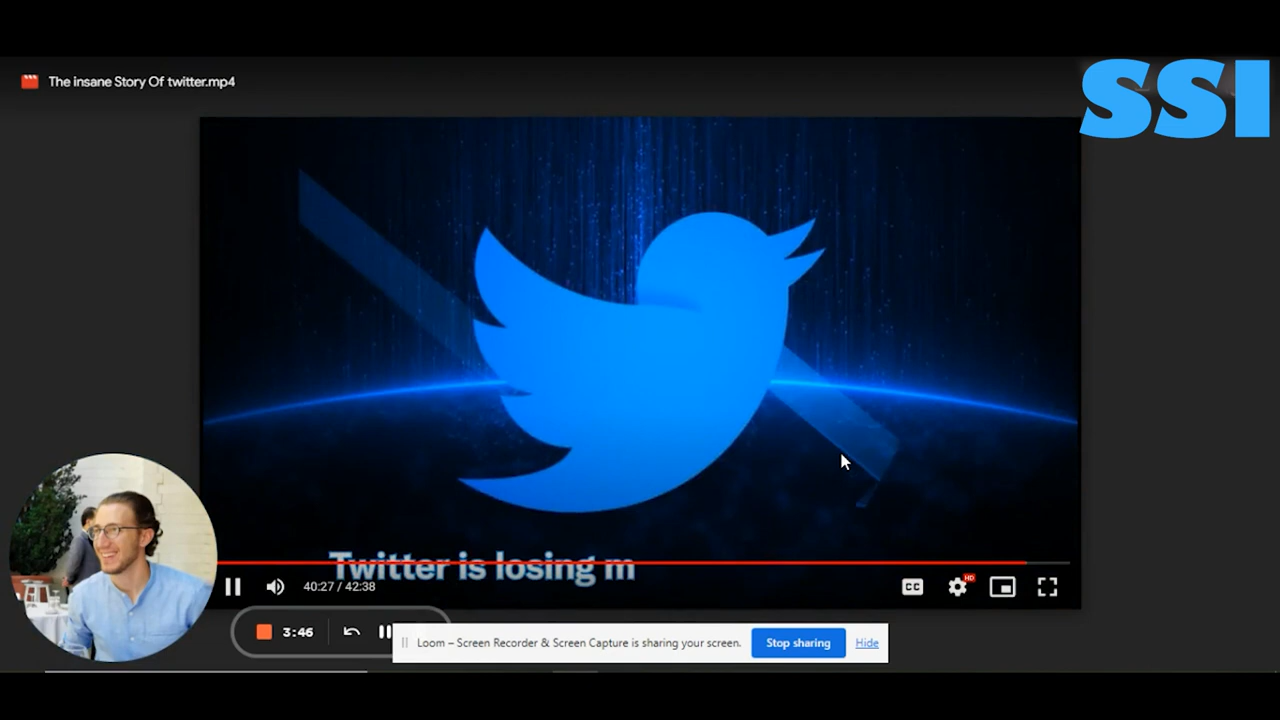 The insane Story Of twitter.mp4
SSI
Twitter is losing m
40:27 / 42:38
CC
HD
3:46
Loom – Screen Recorder & Screen Capture is sharing your screen.
Stop sharing
Hide